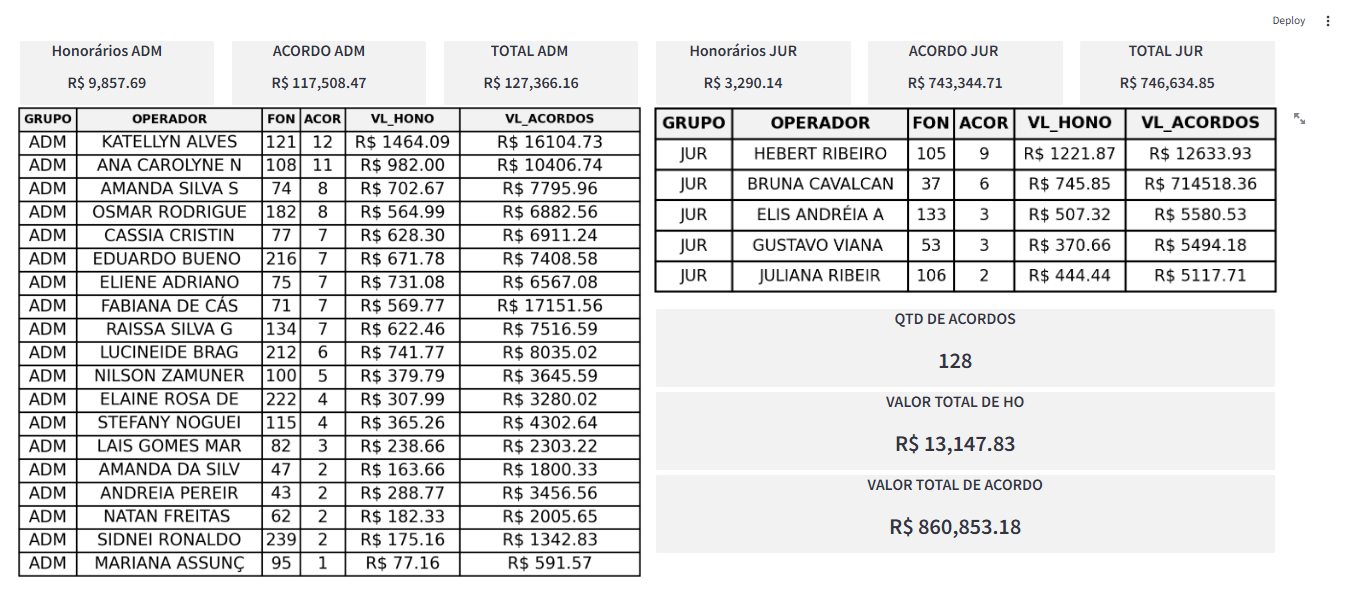 Deploy
Honorários ADM
R$ 9,857.69
ACORDO ADM
R$ 117,508.47
TOTAL ADM
R$ 127,366.16
GRUPO OPERADOR FON ACOR VL_HONO VL_ACORDOS
ADM KATELLYN ALVES 121 12 R$ 1464.09 R$ 16104.73
ADM ANA CAROLYNE N 108 11 R$ 982.00 R$ 10406.74
ADM AMANDA SILVA S 74 8 R$ 702.67 R$ 7795.96
ADM OSMAR RODRIGUE 182 8 R$ 564.99 R$ 6882.56
ADM CASSIA CRISTIN 77 7 R$ 628.30 R$ 6911.24
ADM EDUARDO BUENO 216 7 R$ 671.78 R$ 7408.58
ADM ELIENE ADRIANO 75 7 R$ 731.08 R$ 6567.08
ADM FABIANA DE CÁS 71 7 R$ 569.77 R$ 17151.56
ADM RAISSA SILVA G 134 7 R$ 622.46 R$ 7516.59
ADM LUCINEIDE BRAG 212 6 R$ 741.77 R$ 8035.02
ADM NILSON ZAMUNER 100 5 R$ 379.79 R$ 3645.59
ADM ELAINE ROSA DE 222 4 R$ 307.99 R$ 3280.02
ADM STEFANY NOGUEI 115 4 R$ 365.26 R$ 4302.64
ADM LAIS GOMES MAR 82 3 R$ 238.66 R$ 2303.22
ADM AMANDA DA SILV 47 2 R$ 163.66 R$ 1800.33
ADM ANDREIA PEREIR 43 2 R$ 288.77 R$ 3456.56
ADM NATAN FREITAS 62 2 R$ 182.33 R$ 2005.65
ADM SIDNEI RONALDO 239 2 R$ 175.16 R$ 1342.83
ADM MARIANA ASSUNÇ 95 1 R$ 77.16 R$ 591.57
Honorários JUR
R$ 3,290.14
ACORDO JUR
R$ 743,344.71
TOTAL JUR
R$ 746,634.85
GRUPO OPERADOR FON ACOR VL_HONO VL_ACORDOS
JUR HEBERT RIBEIRO 105 9 R$ 1221.87 R$ 12633.93
JUR BRUNA CAVALCAN 37 6 R$ 745.85 R$ 714518.36
JUR ELIS ANDRÉIA A 133 3 R$ 507.32 R$ 5580.53
JUR GUSTAVO VIANA 53 3 R$ 370.66 R$ 5494.18
JUR JULIANA RIBEIR 106 2 R$ 444.44 R$ 5117.71
QTD DE ACORDOS
128
VALOR TOTAL DE HO
R$ 13,147.83
VALOR TOTAL DE ACORDO
R$ 860,853.18